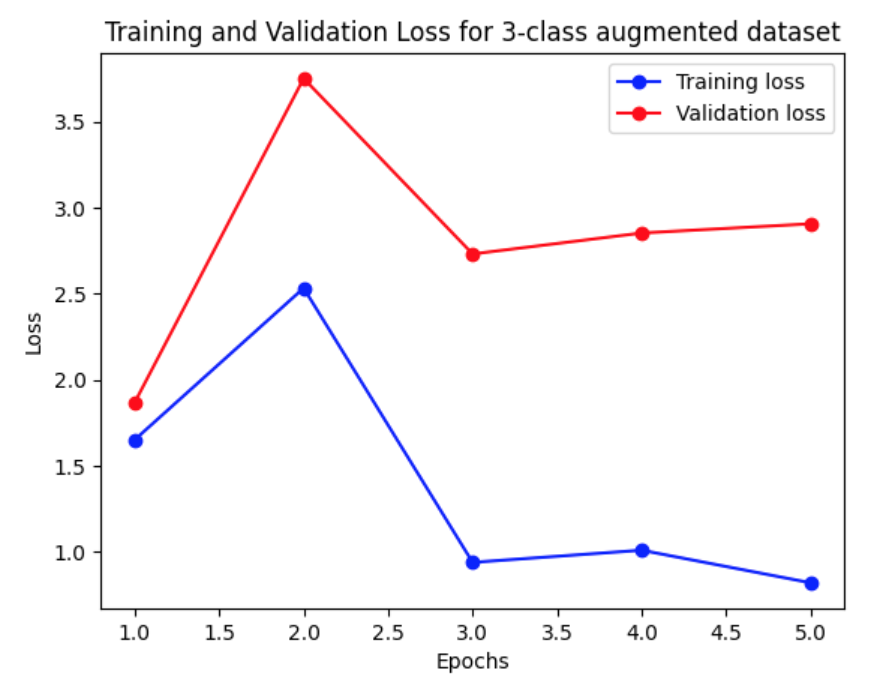 Training and Validation Loss for 3-class augmented dataset
Training loss
Validation loss
3.5
3.0
2.5
2.0
1.5
1.0
Loss
1.0 1.5 2.0 2.5 3.0 3.5 4.0 4.5 5.0
Epochs